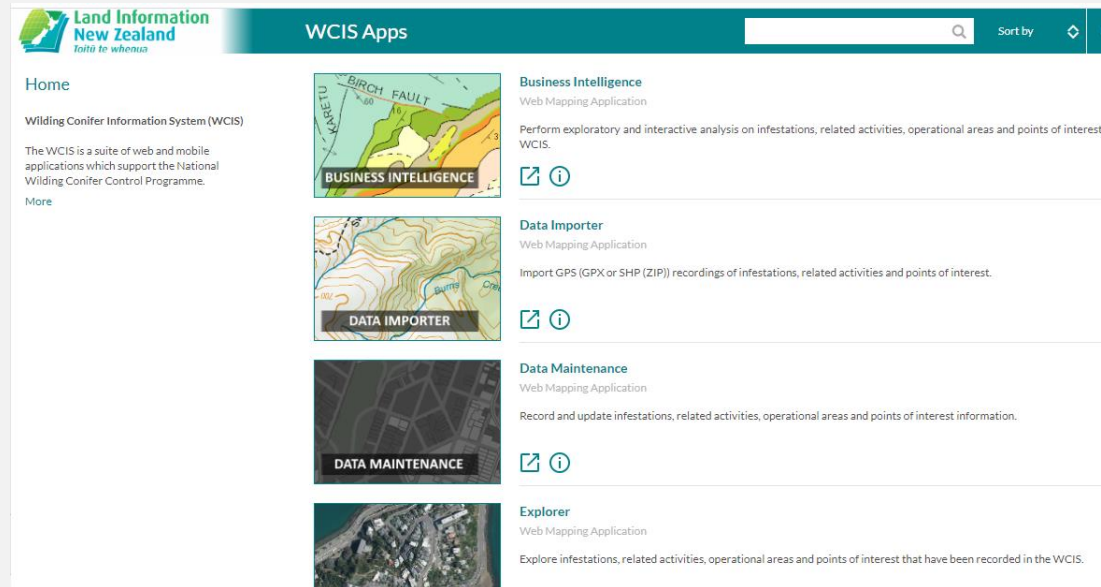 Land Information
New Zealand
Toitū te whenua
WCIS Apps
Sort by
Home
Wilding Conifer Information System (WCIS)
The WCIS is a suite of web and mobile
applications which support the National
Wilding Conifer Control Programme.
More
BIRCH FAULT
KARETU
60
16
3
BUSINESS INTELLIGENCE
Business Intelligence
Web Mapping Application
Perform exploratory and interactive analysis on infestations, related activities, operational areas and points of interest
WCIS.
700
Burns Cre
DATA IMPORTER
Data Importer
Web Mapping Application
Import GPS (GPX or SHP (ZIP)) recordings of infestations, related activities and points of interest.
DATA MAINTENANCE
Data Maintenance
Web Mapping Application
Record and update infestations, related activities, operational areas and points of interest information.
Explorer
Web Mapping Application
Explore infestations, related activities, operational areas and points of interest that have been recorded in the WCIS.